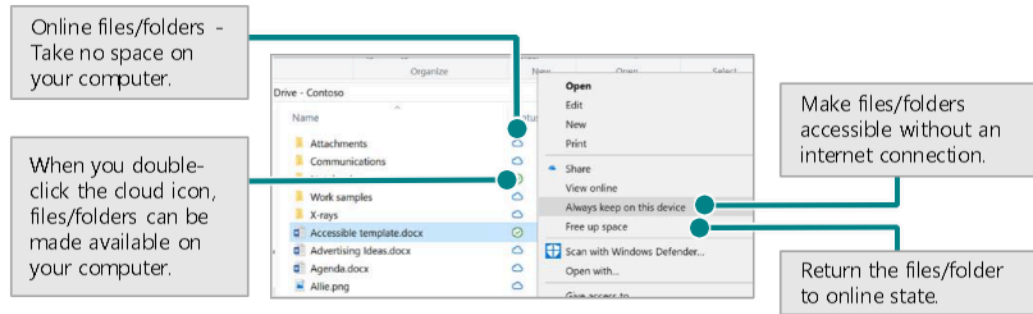 Online files/folders -
Take no space on
your computer.
When you double-
click the cloud icon,
files/folders can be
made available on
your computer.
Organize New Open Select
Drive - Contoso
Name
Attachments
Communications
Work samples
X-rays
Accessible template.docx
Advertising Ideas.docx
Agenda.docx
Allie.png
Open
Edit
New
Print
Share
View online
Always keep on this device
Free up space
Scan with Windows Defender...
Open with...
Give access to
Make files/folders
accessible without an
internet connection.
Return the files/folder
to online state.